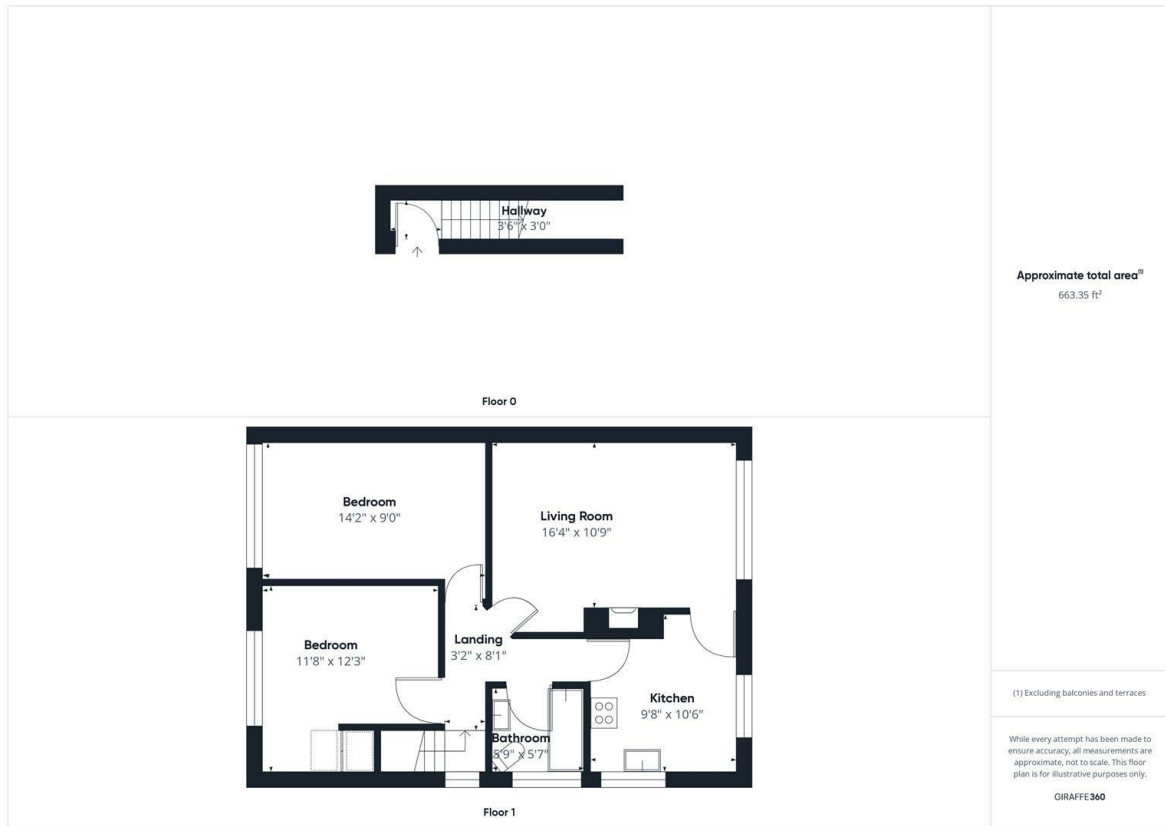 Hallway
3'6" x 3'0"
Floor 0
Approximate total area⁽¹⁾
663.35 ft²
Bedroom
14'2" x 9'0"
Living Room
16'4" x 10'9"
Bedroom
11'8" x 12'3"
Landing
3'2" x 8'1"
Kitchen
9'8" x 10'6"
Bathroom
5'9" x 5'7"
Floor 1
(1) Excluding balconies and terraces
While every attempt has been made to
ensure accuracy, all measurements are
approximate, not to scale. This floor
plan is for illustrative purposes only.
GIRAFFE360